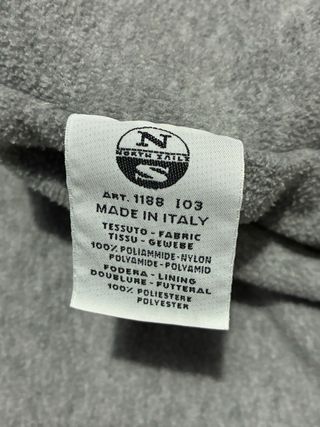 N
NORTH SAILS
S
ART. 1188 103
MADE IN ITALY
TESSUTO - FABRIC
TISSU - GEWEBE
100% POLIAMMIDE-NYLON
POLYAMIDE-POLYAMID
FODERA - LINING
DOUBLURE - FUTTERAL
100% POLIESTERE
POLYESTER